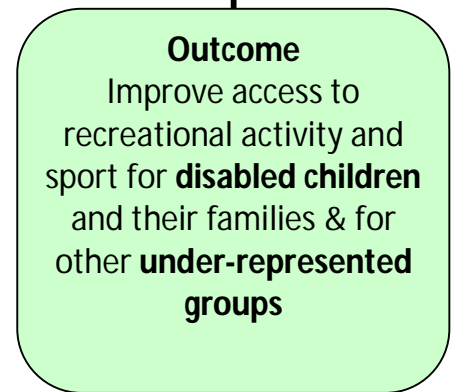 Outcome
Improve access to
recreational activity and
sport for disabled children
and their families & for
other under-represented
groups